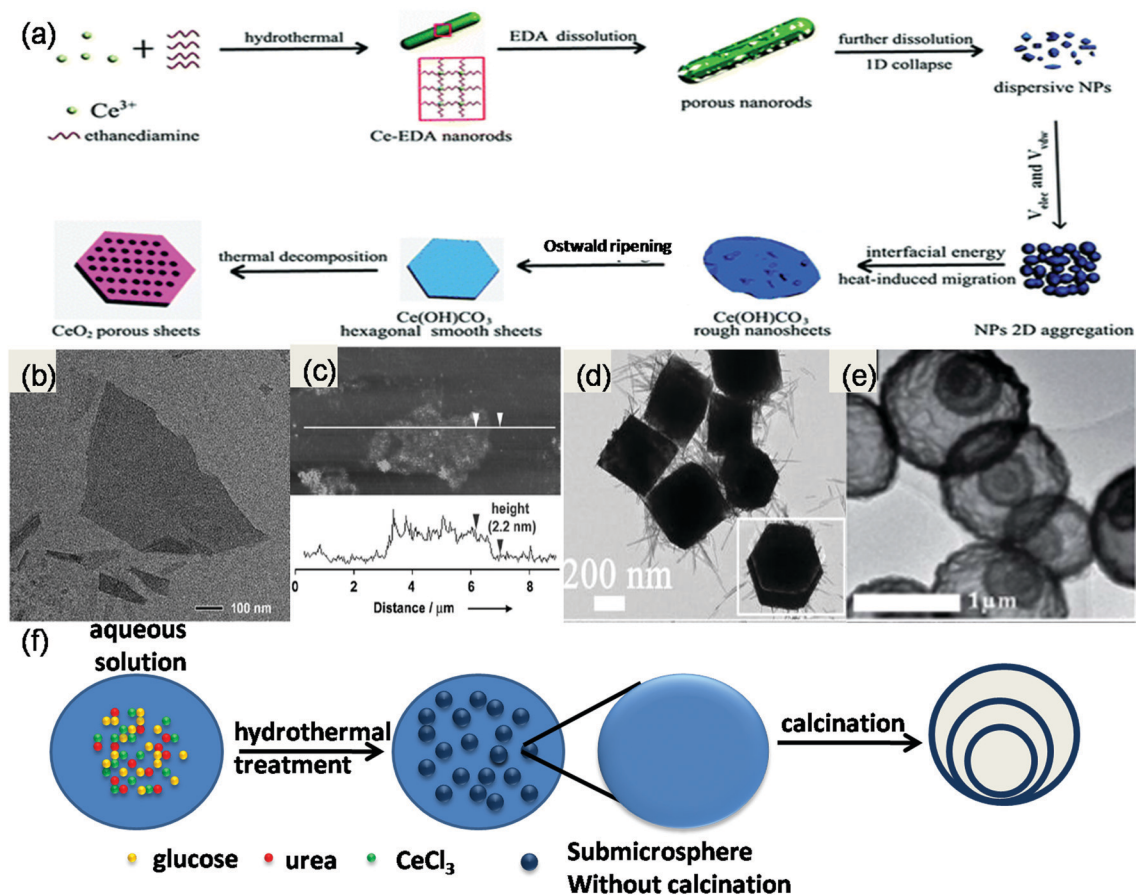 (a)
hydrothermal
EDA dissolution
further dissolution
1D collapse
Ce³⁺
ethanediamine
Ce-EDA nanorods
porous nanorods
dispersive NPs
V_elec and V_vdw
thermal decomposition
Ostwald ripening
interfacial energy
heat-induced migration
CeO₂ porous sheets
Ce(OH)CO₃
hexagonal smooth sheets
Ce(OH)CO₃
rough nanosheets
NPs 2D aggregation
(b)
100 nm
(c)
height
(2.2 nm)
0 2 4 6 8
Distance / μm
(d)
200 nm
(e)
1μm
(f)
aqueous
solution
hydrothermal
treatment
calcination
glucose urea CeCl₃
Submicrosphere
Without calcination